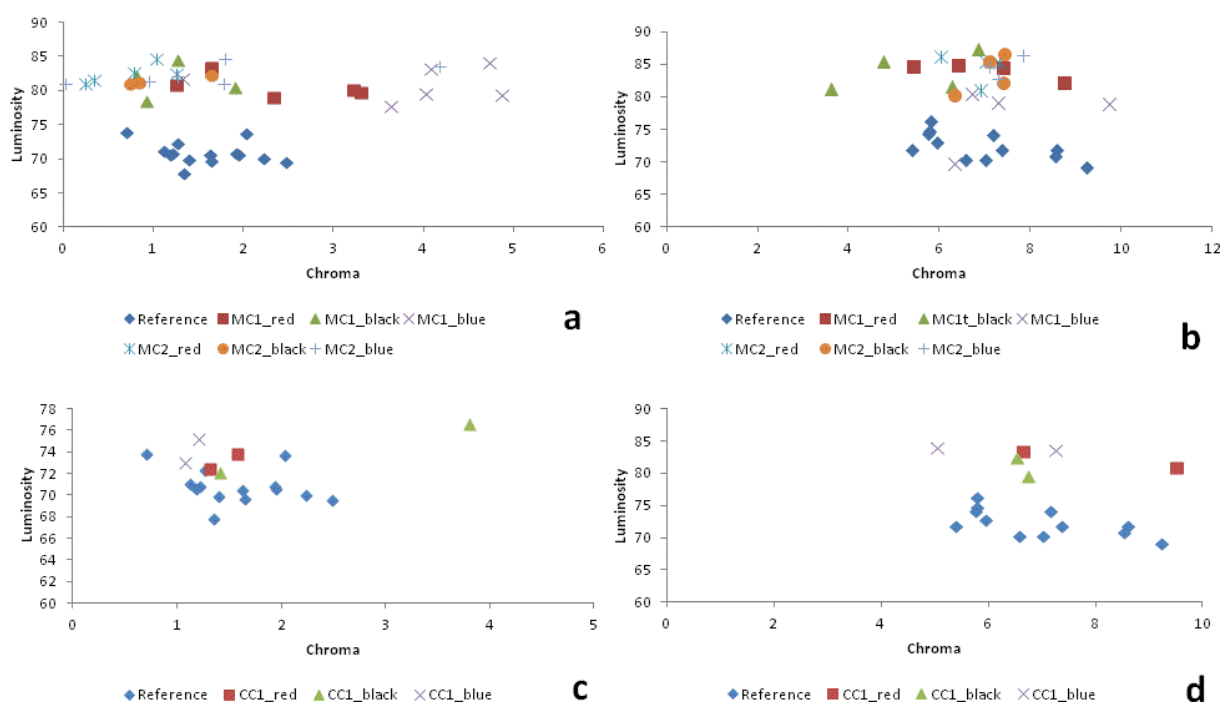 90
85
80
75
70
65
60
Luminosity
0 1 2 3 4 5 6
Chroma
Reference MC1_red MC1_black MC1_blue
MC2_red MC2_black MC2_blue
a
90
85
80
75
70
65
60
Luminosity
0 2 4 6 8 10 12
Chroma
Reference MC1_red MC1t_black MC1_blue
MC2_red MC2_black MC2_blue
b
78
76
74
72
70
68
66
64
62
60
Luminosity
0 1 2 3 4 5
Chroma
Reference CC1_red CC1_black CC1_blue
c
90
85
80
75
70
65
60
Luminosity
0 2 4 6 8 10
Chroma
Reference CC1_red CC1_black CC1_blue
d